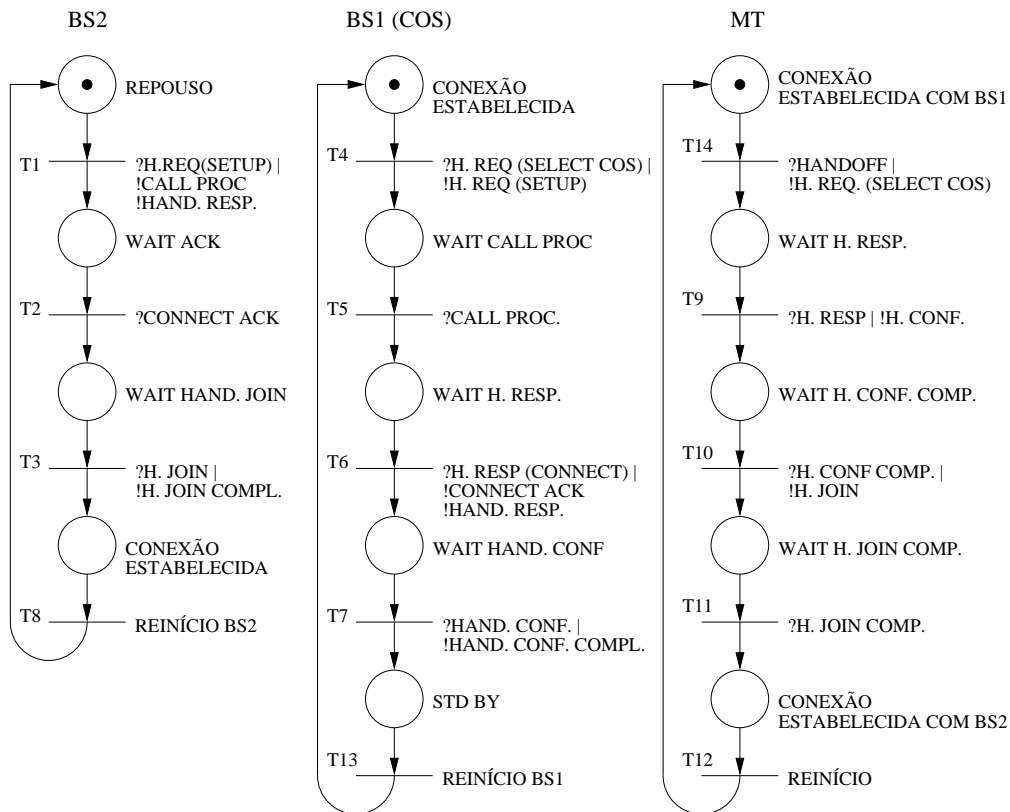 BS2
REPOUSO
T1
?H.REQ(SETUP) |
!CALL PROC
!HAND. RESP.
WAIT ACK
T2
?CONNECT ACK
WAIT HAND. JOIN
T3
?H. JOIN |
!H. JOIN COMPL.
CONEXÃO
ESTABELECIDA
T8
REINÍCIO BS2
BS1 (COS)
CONEXÃO
ESTABELECIDA
T4
?H. REQ (SELECT COS) |
!H. REQ (SETUP)
WAIT CALL PROC
T5
?CALL PROC.
WAIT H. RESP.
T6
?H. RESP (CONNECT) |
!CONNECT ACK
!HAND. RESP.
WAIT HAND. CONF
T7
?HAND. CONF. |
!HAND. CONF. COMPL.
STD BY
T13
REINÍCIO BS1
MT
CONEXÃO
ESTABELECIDA COM BS1
T14
?HANDOFF |
!H. REQ. (SELECT COS)
WAIT H. RESP.
T9
?H. RESP | !H. CONF.
WAIT H. CONF. COMP.
T10
?H. CONF COMP. |
!H. JOIN
WAIT H. JOIN COMP.
T11
?H. JOIN COMP.
CONEXÃO
ESTABELECIDA COM BS2
T12
REINÍCIO